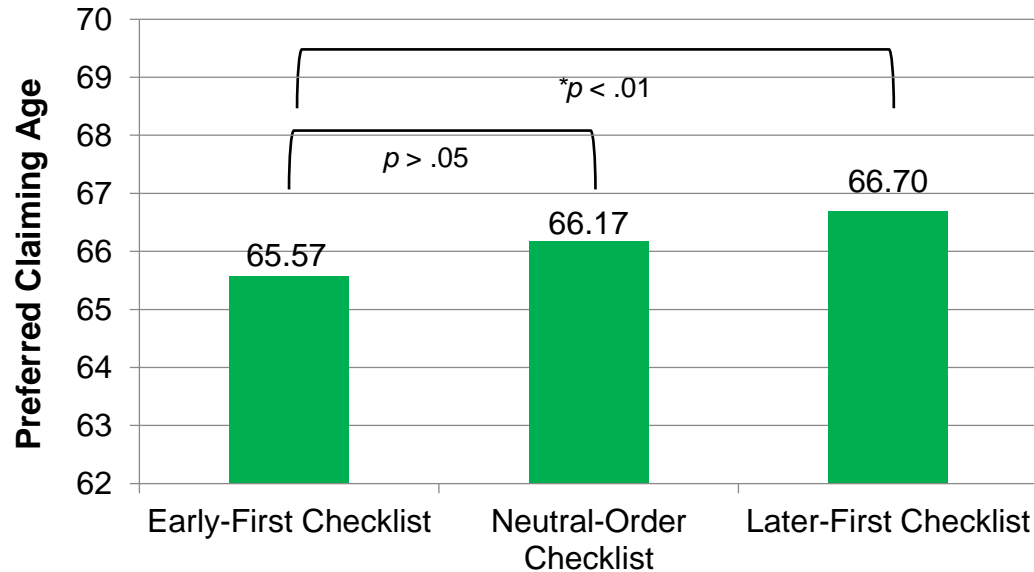 Preferred Claiming Age
70
69
68
67
66
65
64
63
62
*p < .01
p > .05
65.57
66.17
66.70
Early-First Checklist
Neutral-Order
Checklist
Later-First Checklist